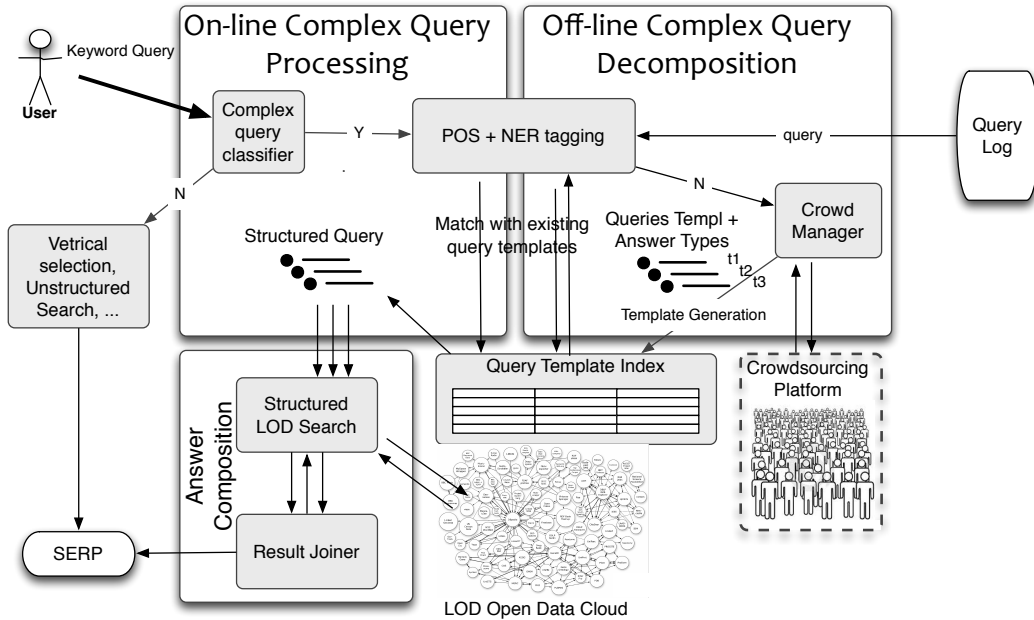 On-line Complex Query
Processing
Off-line Complex Query
Decomposition
Keyword Query
User
Complex
query
classifier
Y
POS + NER tagging
query
Query
Log
N
N
Crowd
Manager
Vetrical
selection,
Unstructured
Search, ...
Structured Query
Match with existing
query templates
Queries Templ +
Answer Types
t1
t2
t3
Template Generation
Query Template Index
Crowdsourcing
Platform
Answer
Composition
Structured
LOD Search
Result Joiner
SERP
LOD Open Data Cloud